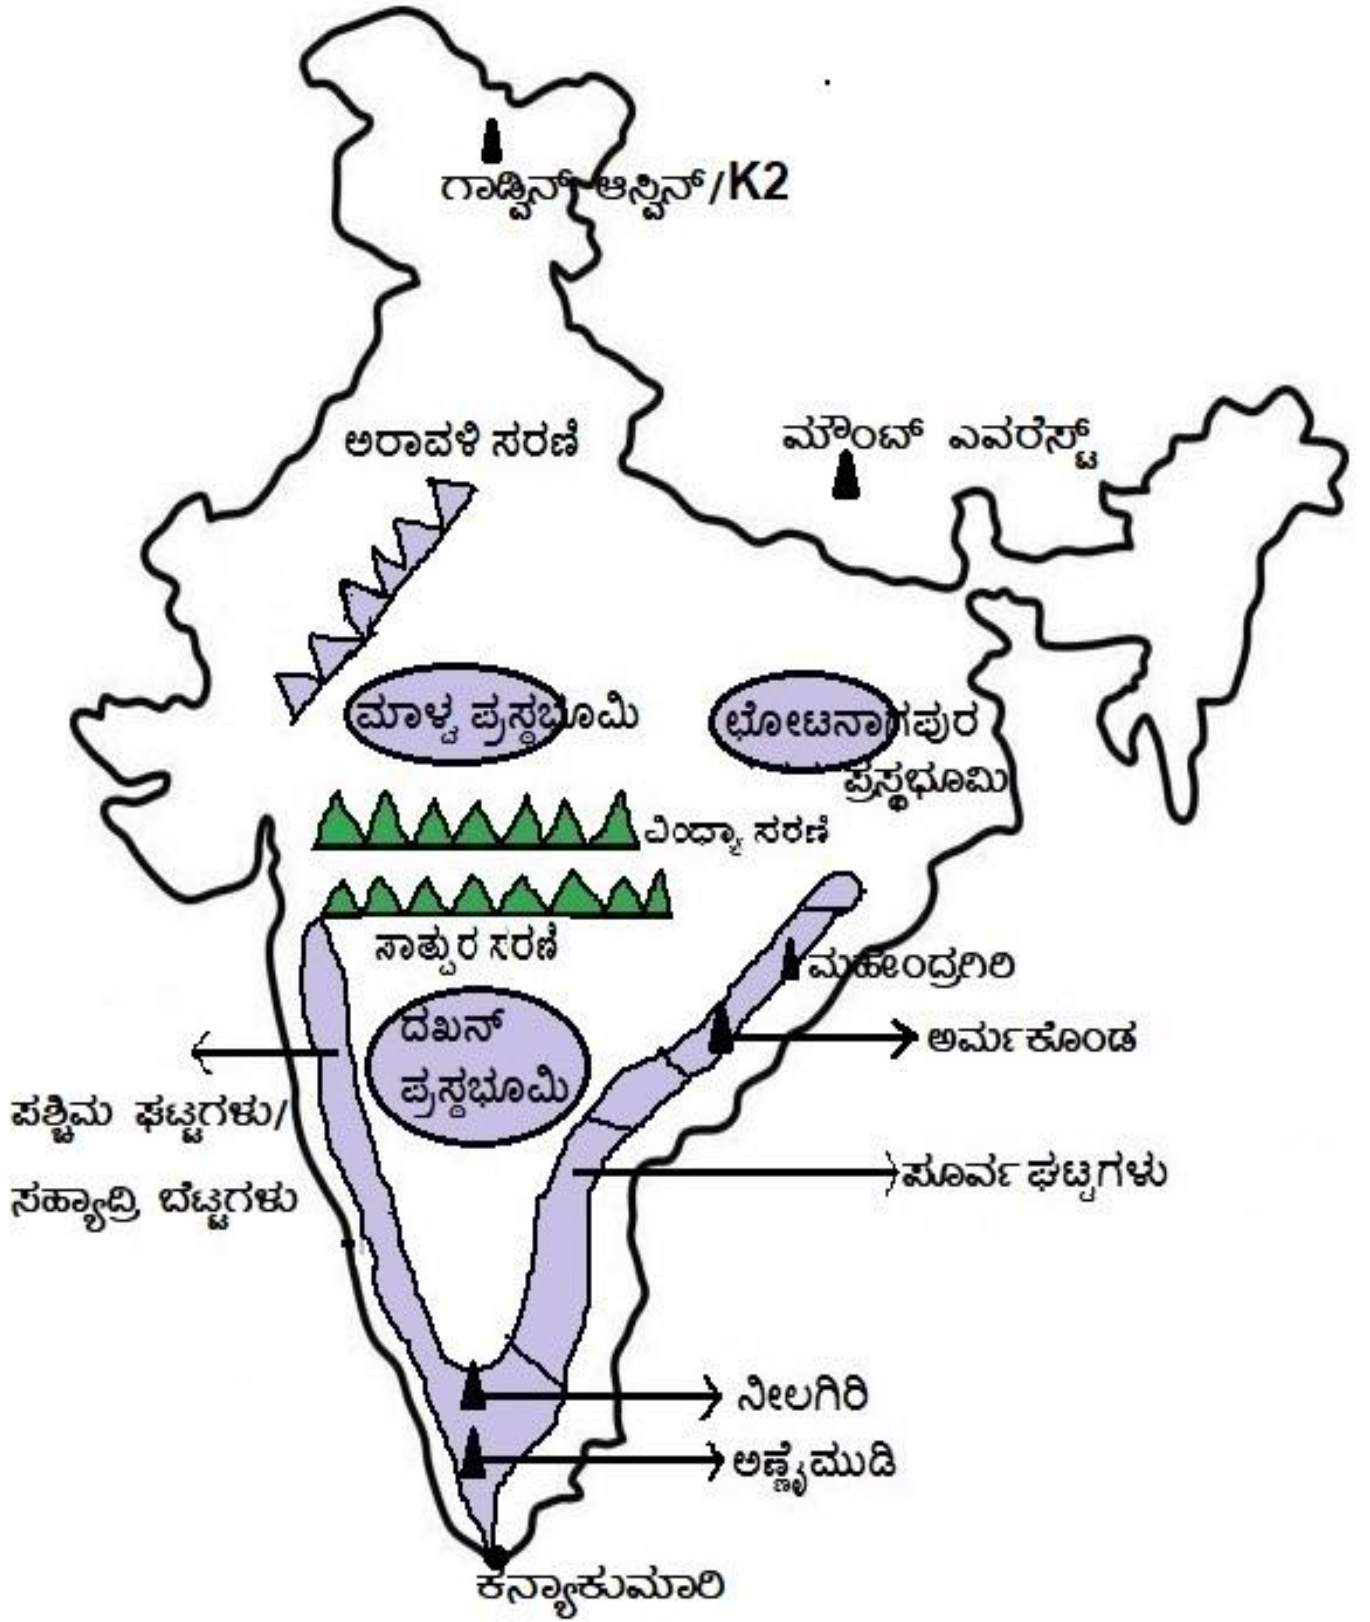 ಗಾಡ್ವಿನ್ ಆಸ್ಟಿನ್/K2
ಅರಾವಳಿ ಸರಣಿ
ಮೌಂಟ್ ಎವರೆಸ್ಟ್
ಮಾಳ್ವ ಪ್ರಸ್ಥಭೂಮಿ
ಛೋಟನಾಗಪುರ
ಪ್ರಸ್ಥಭೂಮಿ
ವಿಂಧ್ಯಾ ಸರಣಿ
ಸಾತ್ಪುರ ಸರಣಿ
ಮಹೇಂದ್ರಗಿರಿ
ದಖನ್
ಪ್ರಸ್ಥಭೂಮಿ
ಅರ್ಮಕೊಂಡ
ಪಶ್ಚಿಮ ಘಟ್ಟಗಳು/
ಸಹ್ಯಾದ್ರಿ ಬೆಟ್ಟಗಳು
ಪೂರ್ವ ಘಟ್ಟಗಳು
ನೀಲಗಿರಿ
ಅಣ್ಣೈಮುಡಿ
ಕನ್ಯಾಕುಮಾರಿ